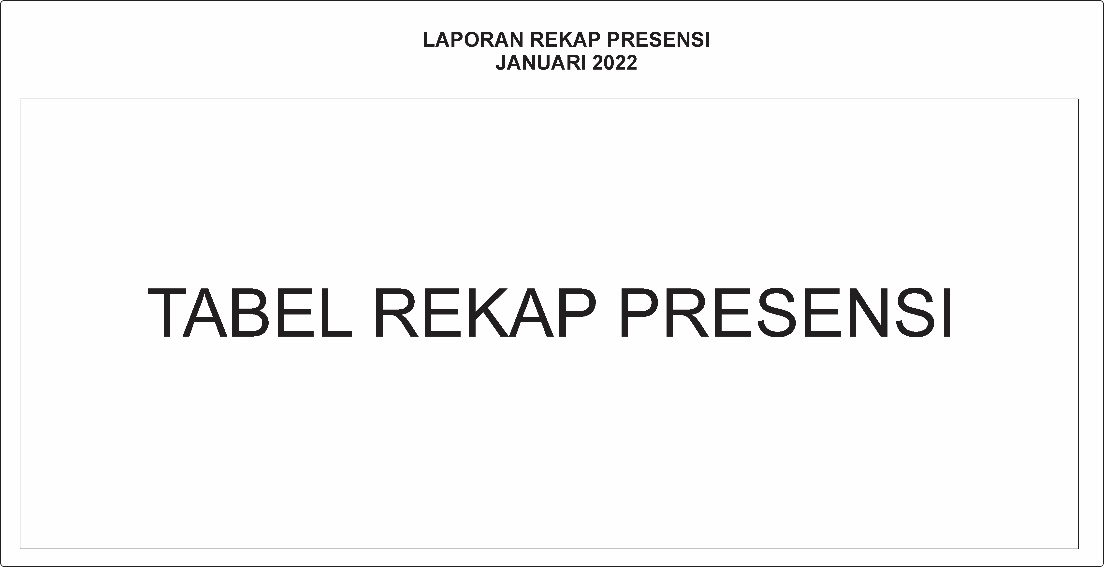 LAPORAN REKAP PRESENSI
JANUARI 2022
TABEL REKAP PRESENSI